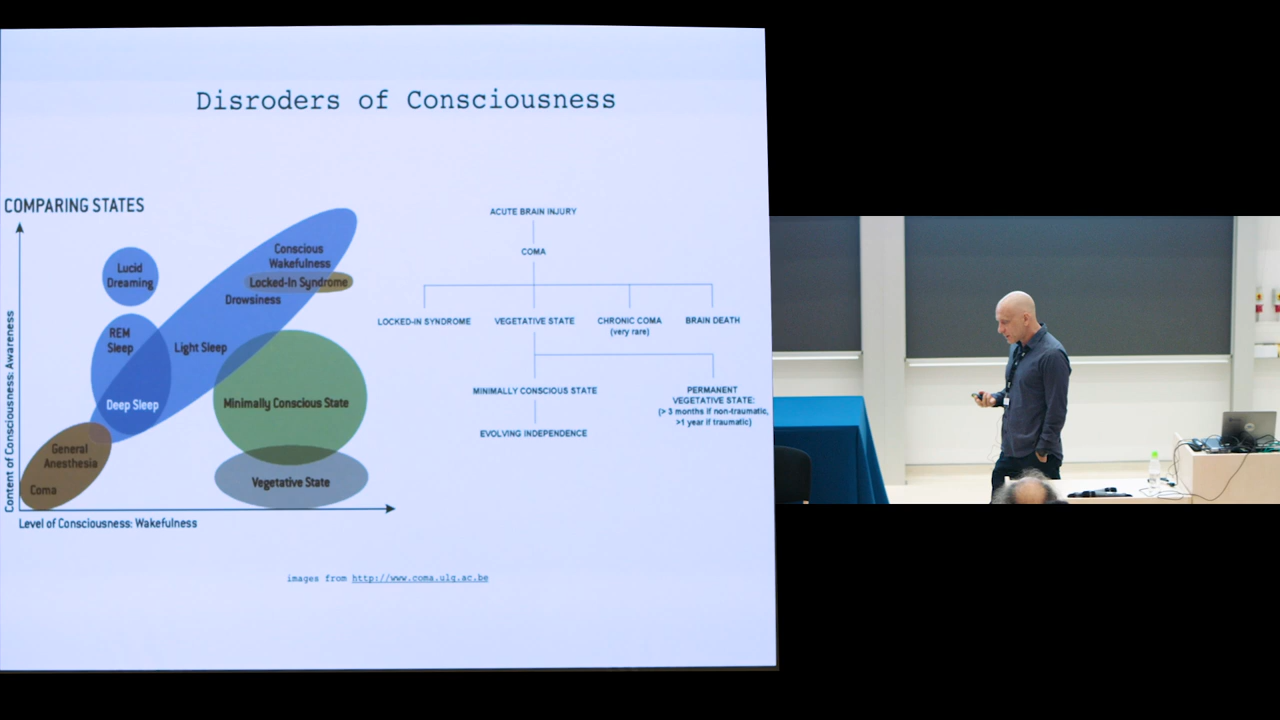 Disroders of Consciousness
COMPARING STATES
Content of Consciousness: Awareness
Lucid
Dreaming
Conscious
Wakefulness
Locked-In Syndrome
Drowsiness
REM
Sleep
Light Sleep
Deep Sleep
Minimally Conscious State
General
Anesthesia
Coma
Vegetative State
Level of Consciousness: Wakefulness
ACUTE BRAIN INJURY
COMA
LOCKED-IN SYNDROME
VEGETATIVE STATE
CHRONIC COMA
(very rare)
BRAIN DEATH
MINIMALLY CONSCIOUS STATE
PERMANENT
VEGETATIVE STATE:
(> 3 months if non-traumatic,
>1 year if traumatic)
EVOLVING INDEPENDENCE
images from http://www.coma.ulg.ac.be